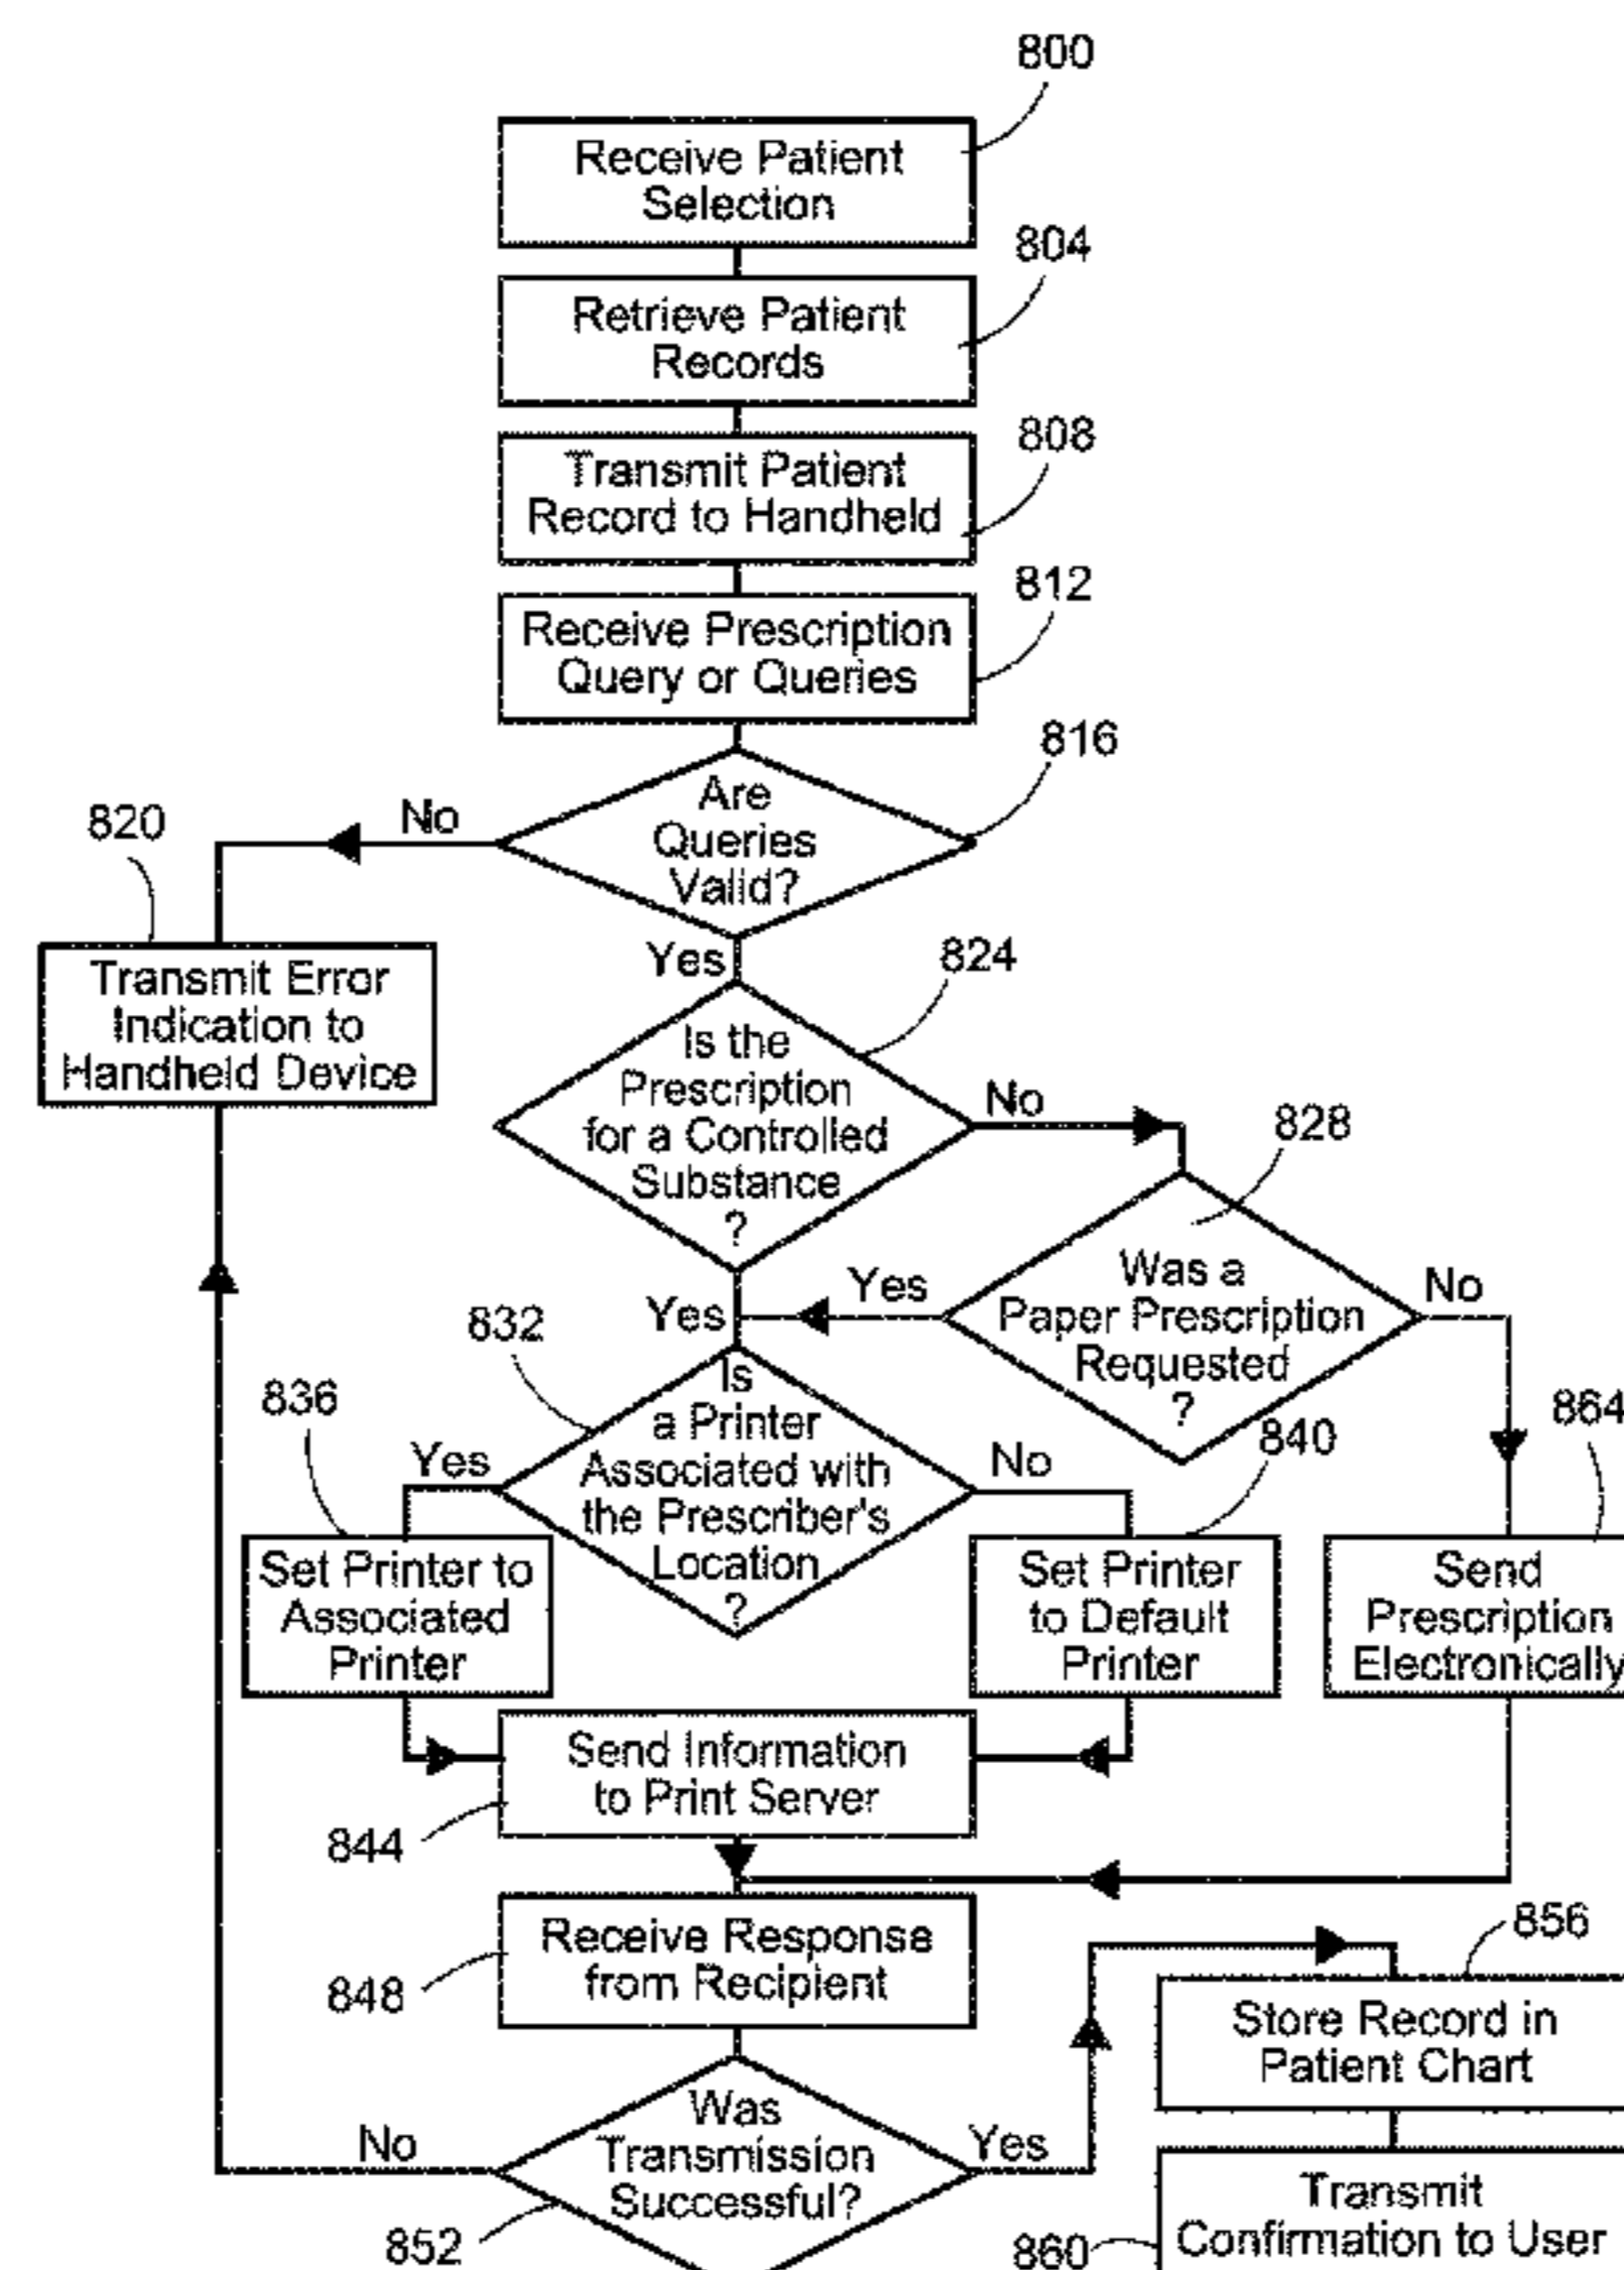 800
Receive Patient
Selection
804
Retrieve Patient
Records
808
Transmit Patient
Record to Handheld
812
Receive Prescription
Query or Queries
816
Are
Queries
Valid?
No
820
Transmit Error
Indication to
Handheld Device
Yes
824
Is the
Prescription
for a Controlled
Substance
?
No
828
Was a
Paper Prescription
Requested
?
Yes
No
Yes
832
Is
a Printer
Associated with
the Prescriber's
Location
?
836
Yes
No
840
864
Set Printer to
Associated
Printer
Set Printer
to Default
Printer
Send
Prescription
Electronically
Send Information
to Print Server
844
Receive Response
from Recipient
848
856
Store Record in
Patient Chart
Was
Transmission
Successful?
No
Yes
852
Transmit
Confirmation to User
860